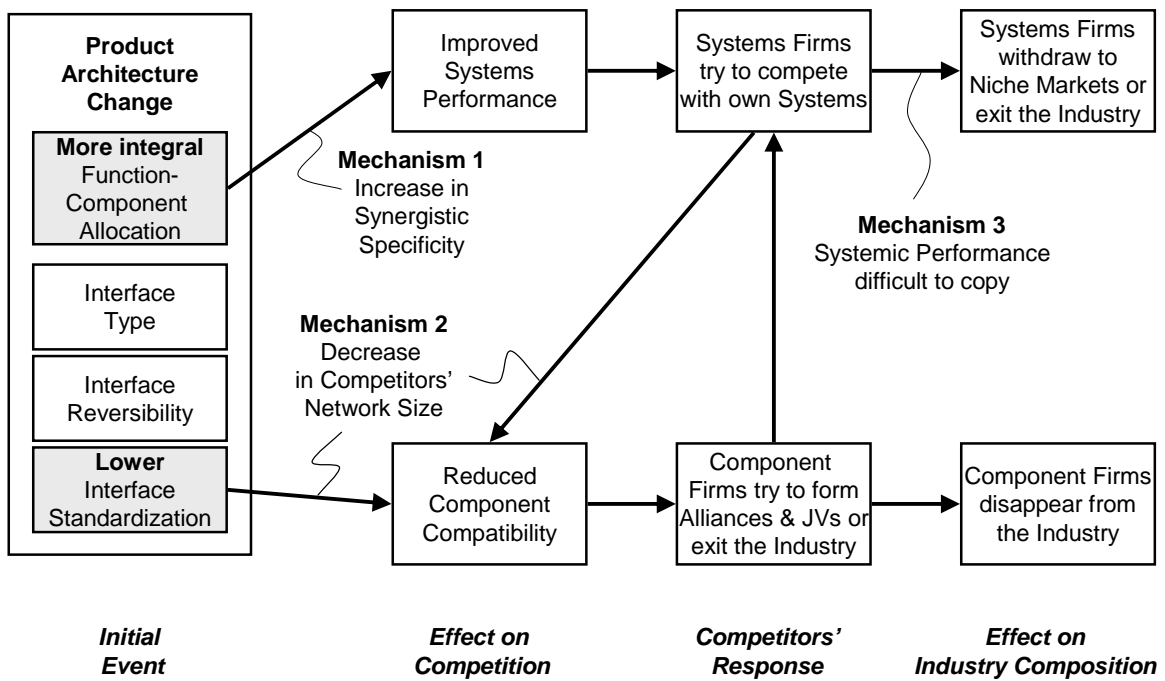 Product
Architecture
Change
More integral
Function-
Component
Allocation
Interface
Type
Interface
Reversibility
Lower
Interface
Standardization
Mechanism 1
Increase in
Synergistic
Specificity
Mechanism 2
Decrease
in Competitors'
Network Size
Improved
Systems
Performance
Systems Firms
try to compete
with own Systems
Systems Firms
withdraw to
Niche Markets or
exit the Industry
Mechanism 3
Systemic Performance
difficult to copy
Reduced
Component
Compatibility
Component
Firms try to form
Alliances & JVs or
exit the Industry
Component Firms
disappear from
the Industry
Initial
Event
Effect on
Competition
Competitors'
Response
Effect on
Industry Composition